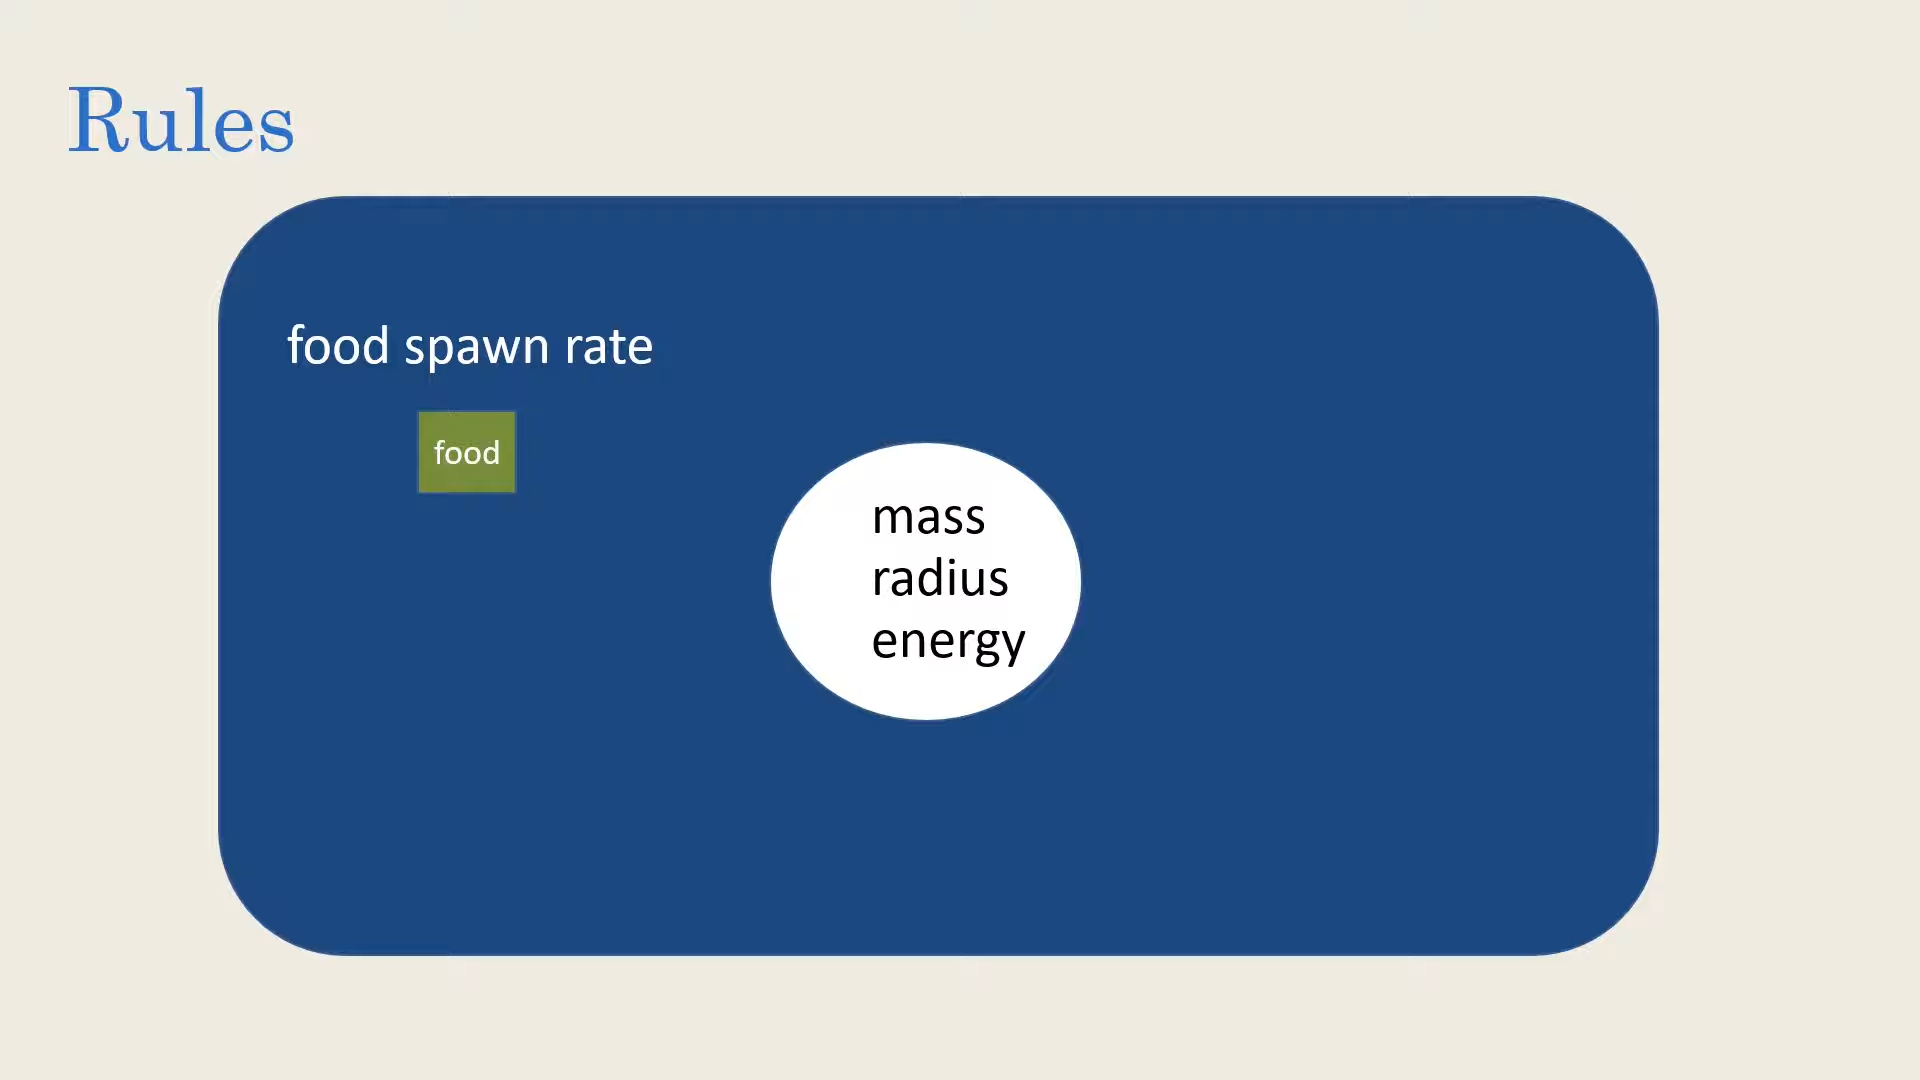 Rules
food spawn rate
food
mass
radius
energy